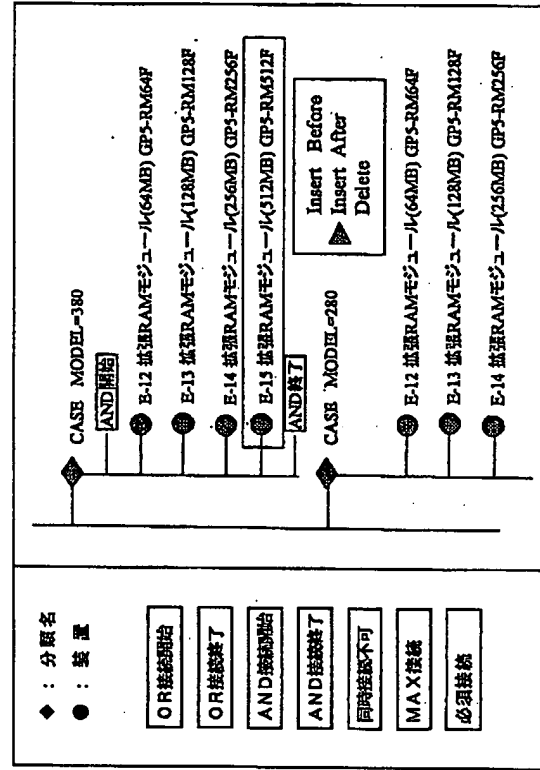 ◆ : 分類名
● : 装置
OR接続開始
OR接続終了
AND接続開始
AND接続終了
同時接続不可
MAX接続
必須接続
CASE MODEL=380
AND開始
E-12 拡張RAMモジュール(64MB) GP5-RM64F
E-13 拡張RAMモジュール(128MB) GP5-RM128F
E-14 拡張RAMモジュール(256MB) GP5-RM256F
E-15 拡張RAMモジュール(512MB) GP5-RM512F
AND終了
Insert Before
Insert After
Delete
CASE MODEL=280
E-12 拡張RAMモジュール(64MB) GP5-RM64F
E-13 拡張RAMモジュール(128MB) GP5-RM128F
E-14 拡張RAMモジュール(256MB) GP5-RM256F